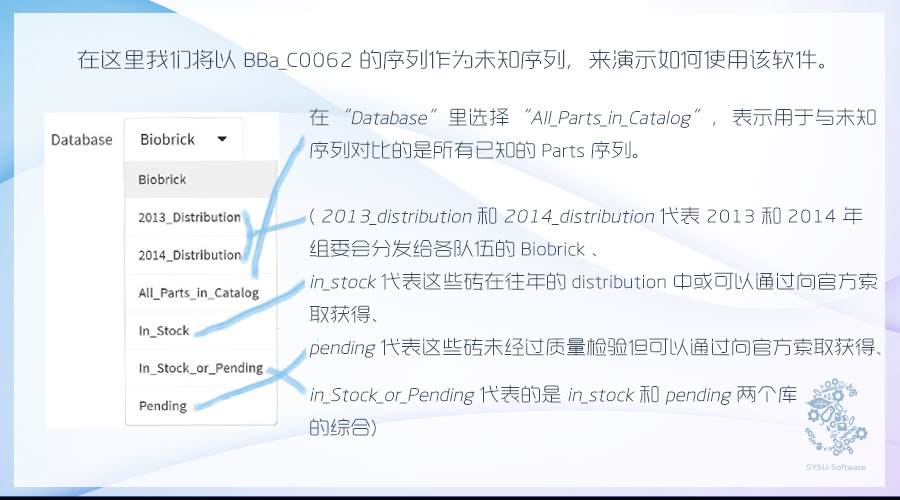 在这里我们将以 BBa_C0062 的序列作为未知序列，来演示如何使用该软件。
Database
Biobrick
Biobrick
2013_Distribution
2014_Distribution
All_Parts_in_Catalog
In_Stock
In_Stock_or_Pending
Pending
在 “Database” 里选择 “All_Parts_in_Catalog” ，表示用于与未知
序列对比的是所有已知的 Parts 序列。
( 2013_distribution 和 2014_distribution 代表 2013 和 2014 年
组委会分发给各队伍的 Biobrick 、
in_stock 代表这些砖在往年的 distribution 中或可以通过向官方索
取获得、
pending 代表这些砖未经过质量检验但可以通过向官方索取获得、
in_Stock_or_Pending 代表的是 in_stock 和 pending 两个库
的综合)
SYSU-Software